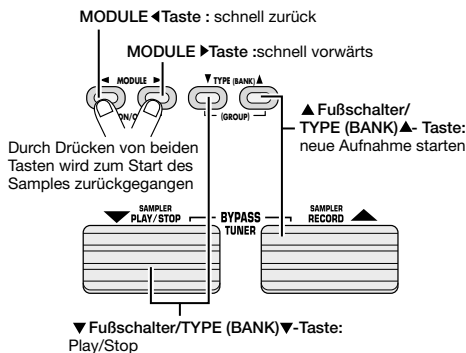 MODULE ◀Taste : schnell zurück
MODULE ▶Taste :schnell vorwärts
◀ MODULE ▶
▼ TYPE (BANK) ▲
(GROUP)
▲ Fußschalter/
TYPE (BANK)▲- Taste:
neue Aufnahme starten
Durch Drücken von beiden
Tasten wird zum Start des
Samples zurückgegangen
▼ SAMPLER
PLAY/STOP
BYPASS
TUNER
SAMPLER
RECORD ▲
▼Fußschalter/TYPE (BANK)▼-Taste:
Play/Stop